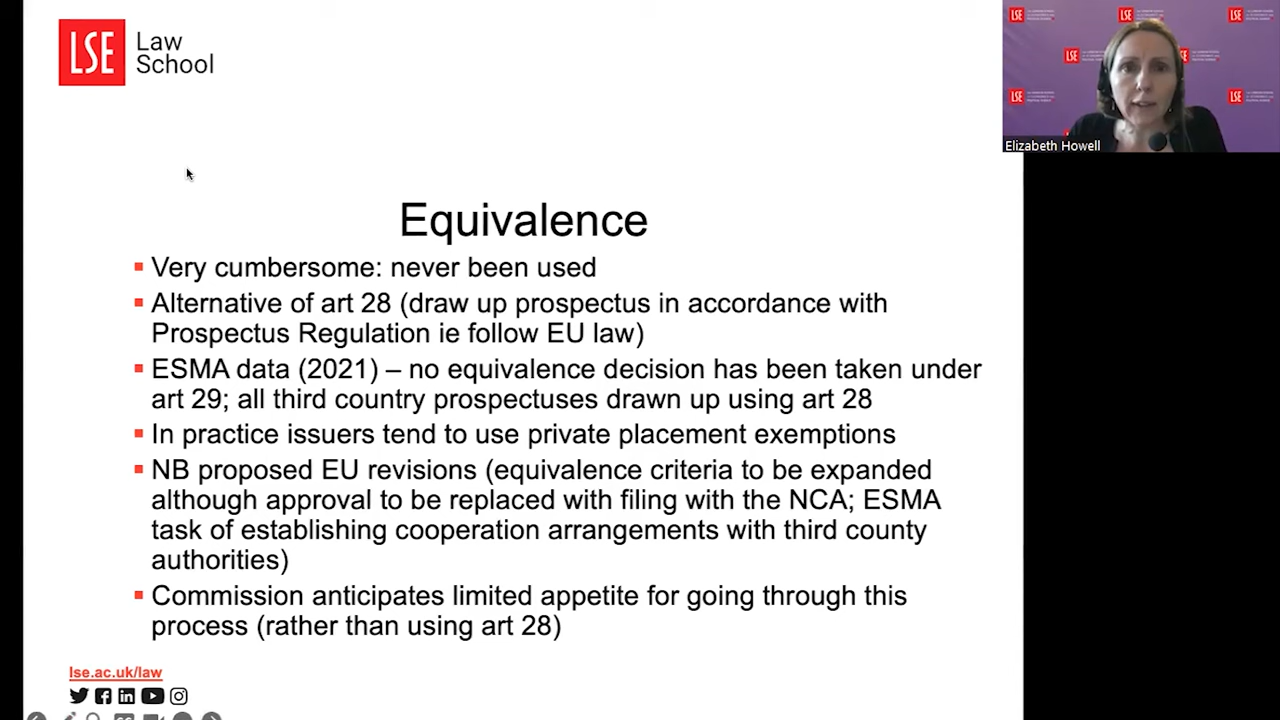 LSE
Law
School
Elizabeth Howell
Equivalence
▪ Very cumbersome: never been used
▪ Alternative of art 28 (draw up prospectus in accordance with
Prospectus Regulation ie follow EU law)
▪ ESMA data (2021) – no equivalence decision has been taken under
art 29; all third country prospectuses drawn up using art 28
▪ In practice issuers tend to use private placement exemptions
▪ NB proposed EU revisions (equivalence criteria to be expanded
although approval to be replaced with filing with the NCA; ESMA
task of establishing cooperation arrangements with third county
authorities)
▪ Commission anticipates limited appetite for going through this
process (rather than using art 28)
lse.ac.uk/law